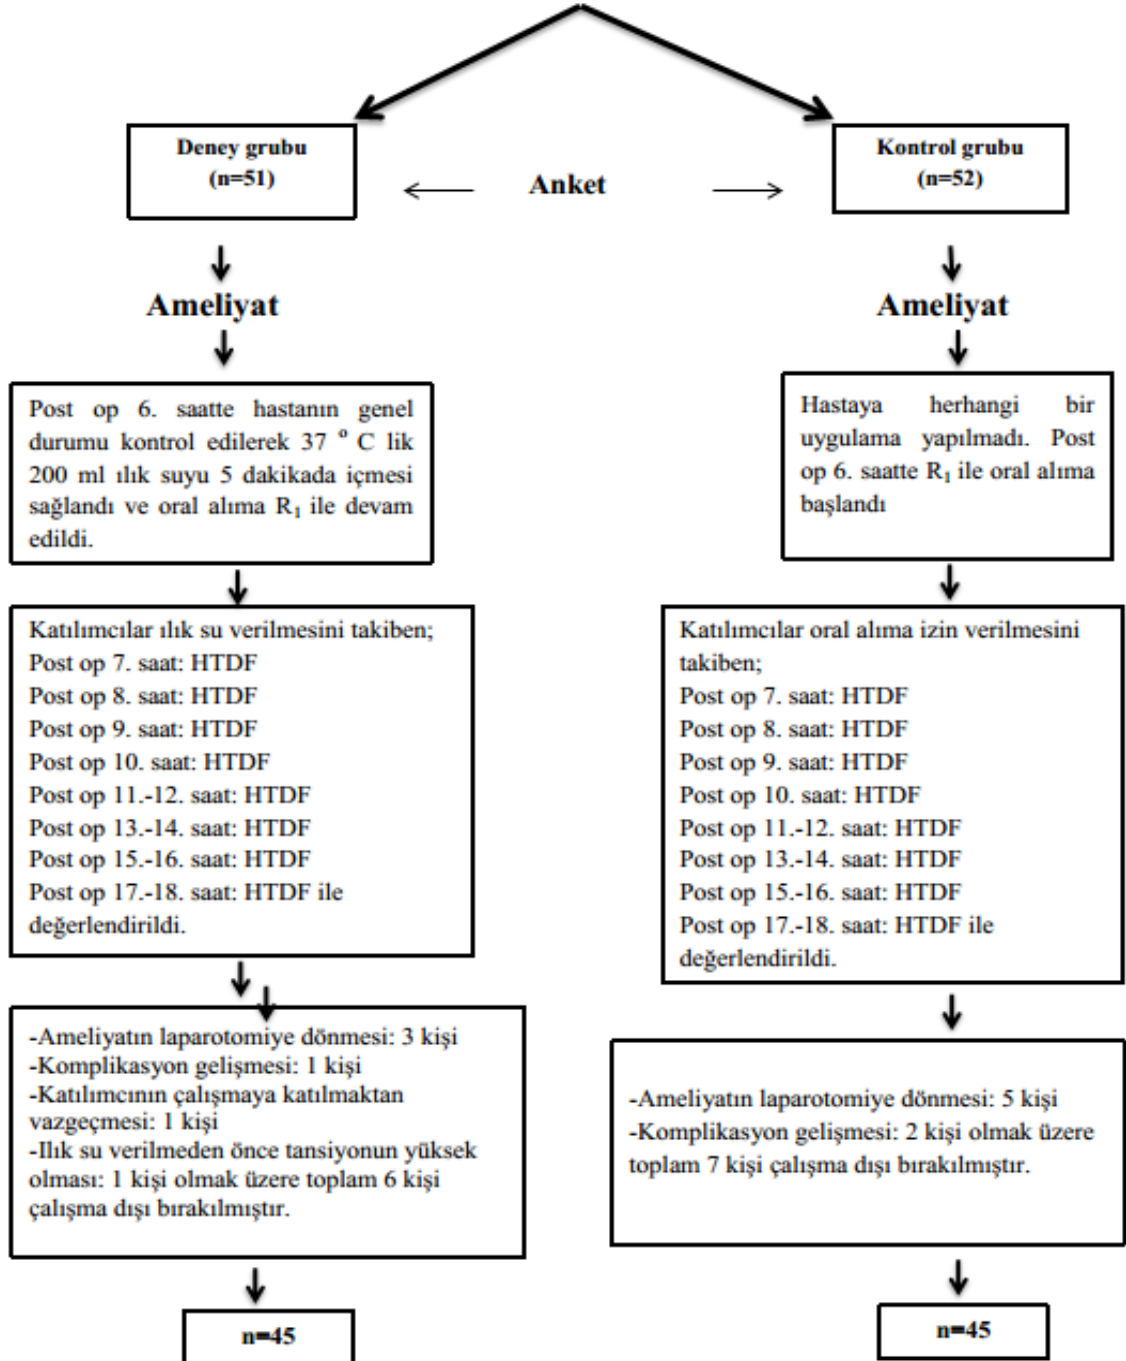 Deney grubu
(n=51)
Anket
Kontrol grubu
(n=52)
Ameliyat
Ameliyat
Post op 6. saatte hastanın genel
durumu kontrol edilerek 37 ° C lik
200 ml ılık suyu 5 dakikada içmesi
sağlandı ve oral alıma R₁ ile devam
edildi.
Hastaya herhangi bir
uygulama yapılmadı. Post
op 6. saatte R₁ ile oral alıma
başlandı
Katılımcılar ılık su verilmesini takiben;
Post op 7. saat: HTDF
Post op 8. saat: HTDF
Post op 9. saat: HTDF
Post op 10. saat: HTDF
Post op 11.-12. saat: HTDF
Post op 13.-14. saat: HTDF
Post op 15.-16. saat: HTDF
Post op 17.-18. saat: HTDF ile
değerlendirildi.
Katılımcılar oral alıma izin verilmesini
takiben;
Post op 7. saat: HTDF
Post op 8. saat: HTDF
Post op 9. saat: HTDF
Post op 10. saat: HTDF
Post op 11.-12. saat: HTDF
Post op 13.-14. saat: HTDF
Post op 15.-16. saat: HTDF
Post op 17.-18. saat: HTDF ile
değerlendirildi.
-Ameliyatın laparotomiye dönmesi: 3 kişi
-Komplikasyon gelişmesi: 1 kişi
-Katılımcının çalışmaya katılmaktan
vazgeçmesi: 1 kişi
-Ilık su verilmeden önce tansiyonun yüksek
olması: 1 kişi olmak üzere toplam 6 kişi
çalışma dışı bırakılmıştır.
-Ameliyatın laparotomiye dönmesi: 5 kişi
-Komplikasyon gelişmesi: 2 kişi olmak üzere
toplam 7 kişi çalışma dışı bırakılmıştır.
n=45
n=45